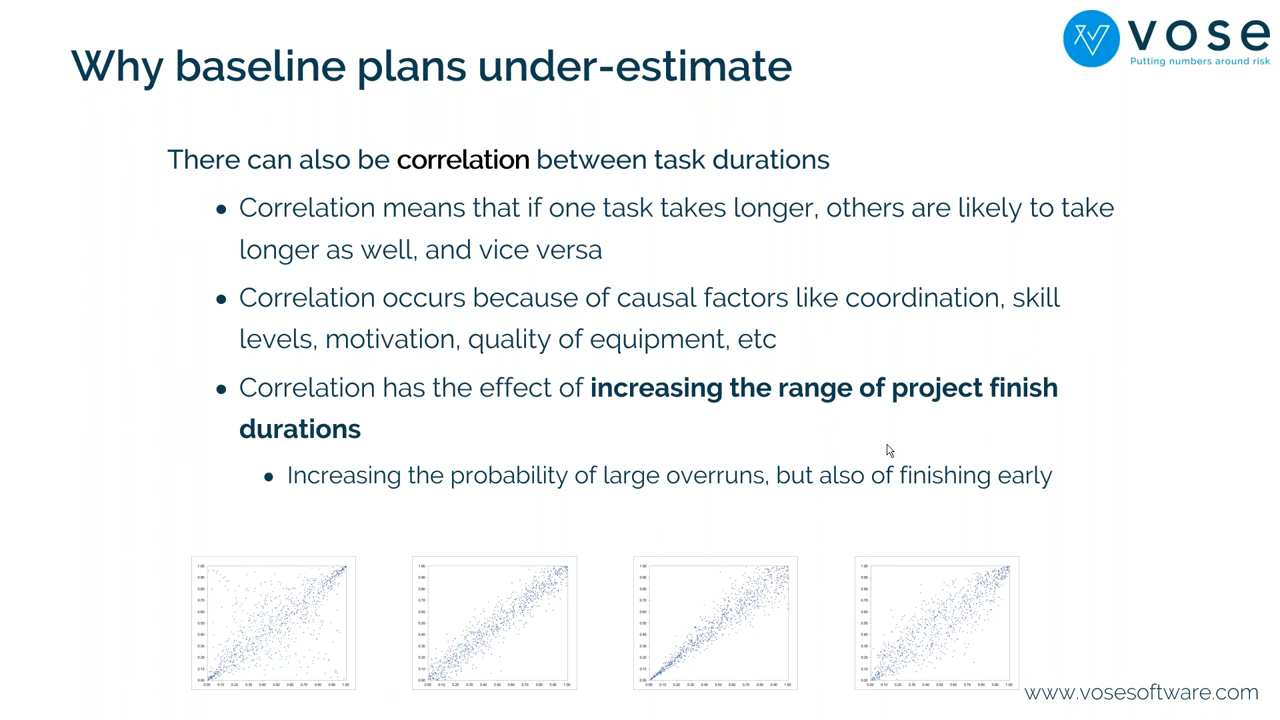 vose
Putting numbers around risk
Why baseline plans under-estimate
There can also be correlation between task durations
• Correlation means that if one task takes longer, others are likely to take
longer as well, and vice versa
• Correlation occurs because of causal factors like coordination, skill
levels, motivation, quality of equipment, etc
• Correlation has the effect of increasing the range of project finish
durations
• Increasing the probability of large overruns, but also of finishing early
www.vosesoftware.com